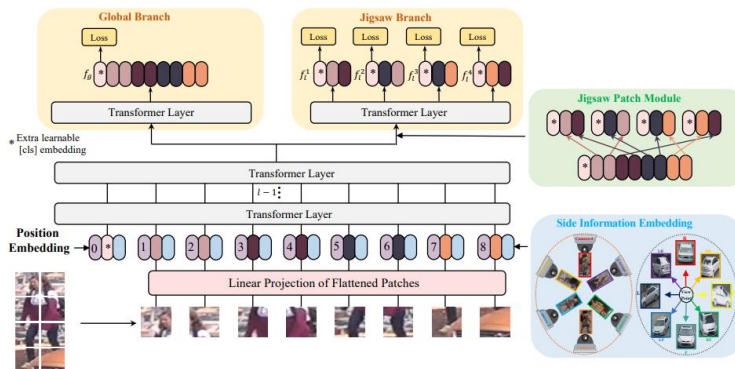 Global Branch
Jigsaw Branch
Loss
Loss
Loss
Loss
Loss
f_g
*
f_l^1
*
f_l^2
*
f_l^3
*
f_l^4
*
Transformer Layer
Transformer Layer
Jigsaw Patch Module
*
*
*
*
*
* Extra learnable
[cls] embedding
Transformer Layer
l − 1
Transformer Layer
Position
Embedding
0 * 1 2 3 4 5 6 7 8
Side Information Embedding
Linear Projection of Flattened Patches
View
Point